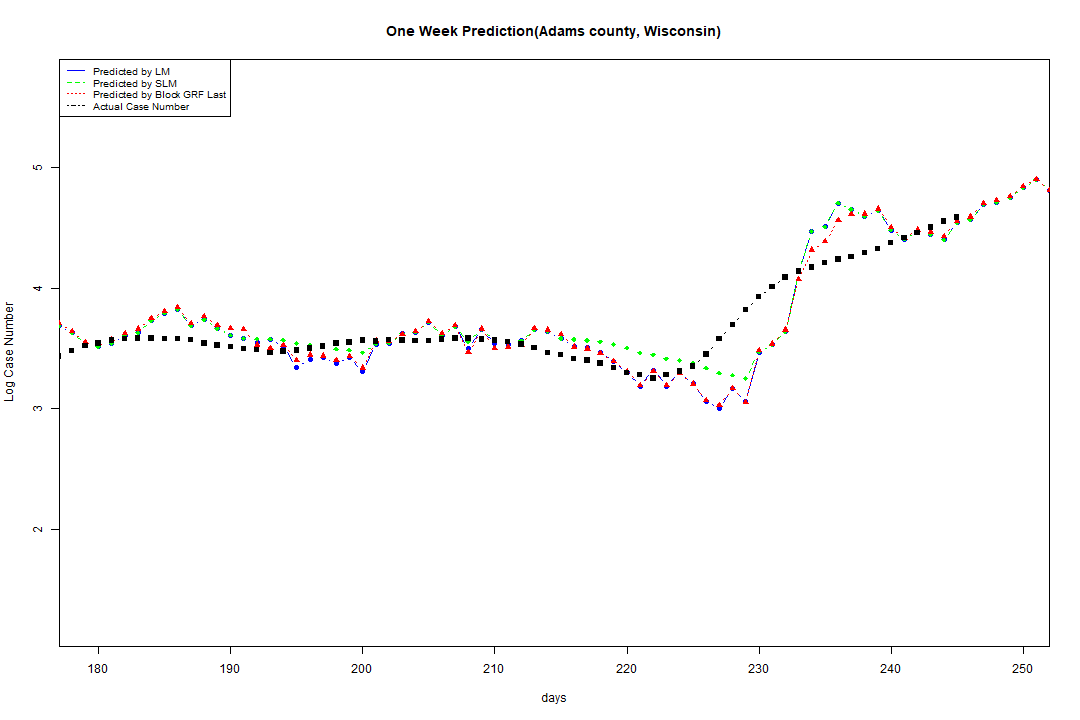 One Week Prediction(Adams county, Wisconsin)
Predicted by LM
Predicted by SLM
Predicted by Block GRF Last
Actual Case Number
Log Case Number
5
4
3
2
180 190 200 210 220 230 240 250
days